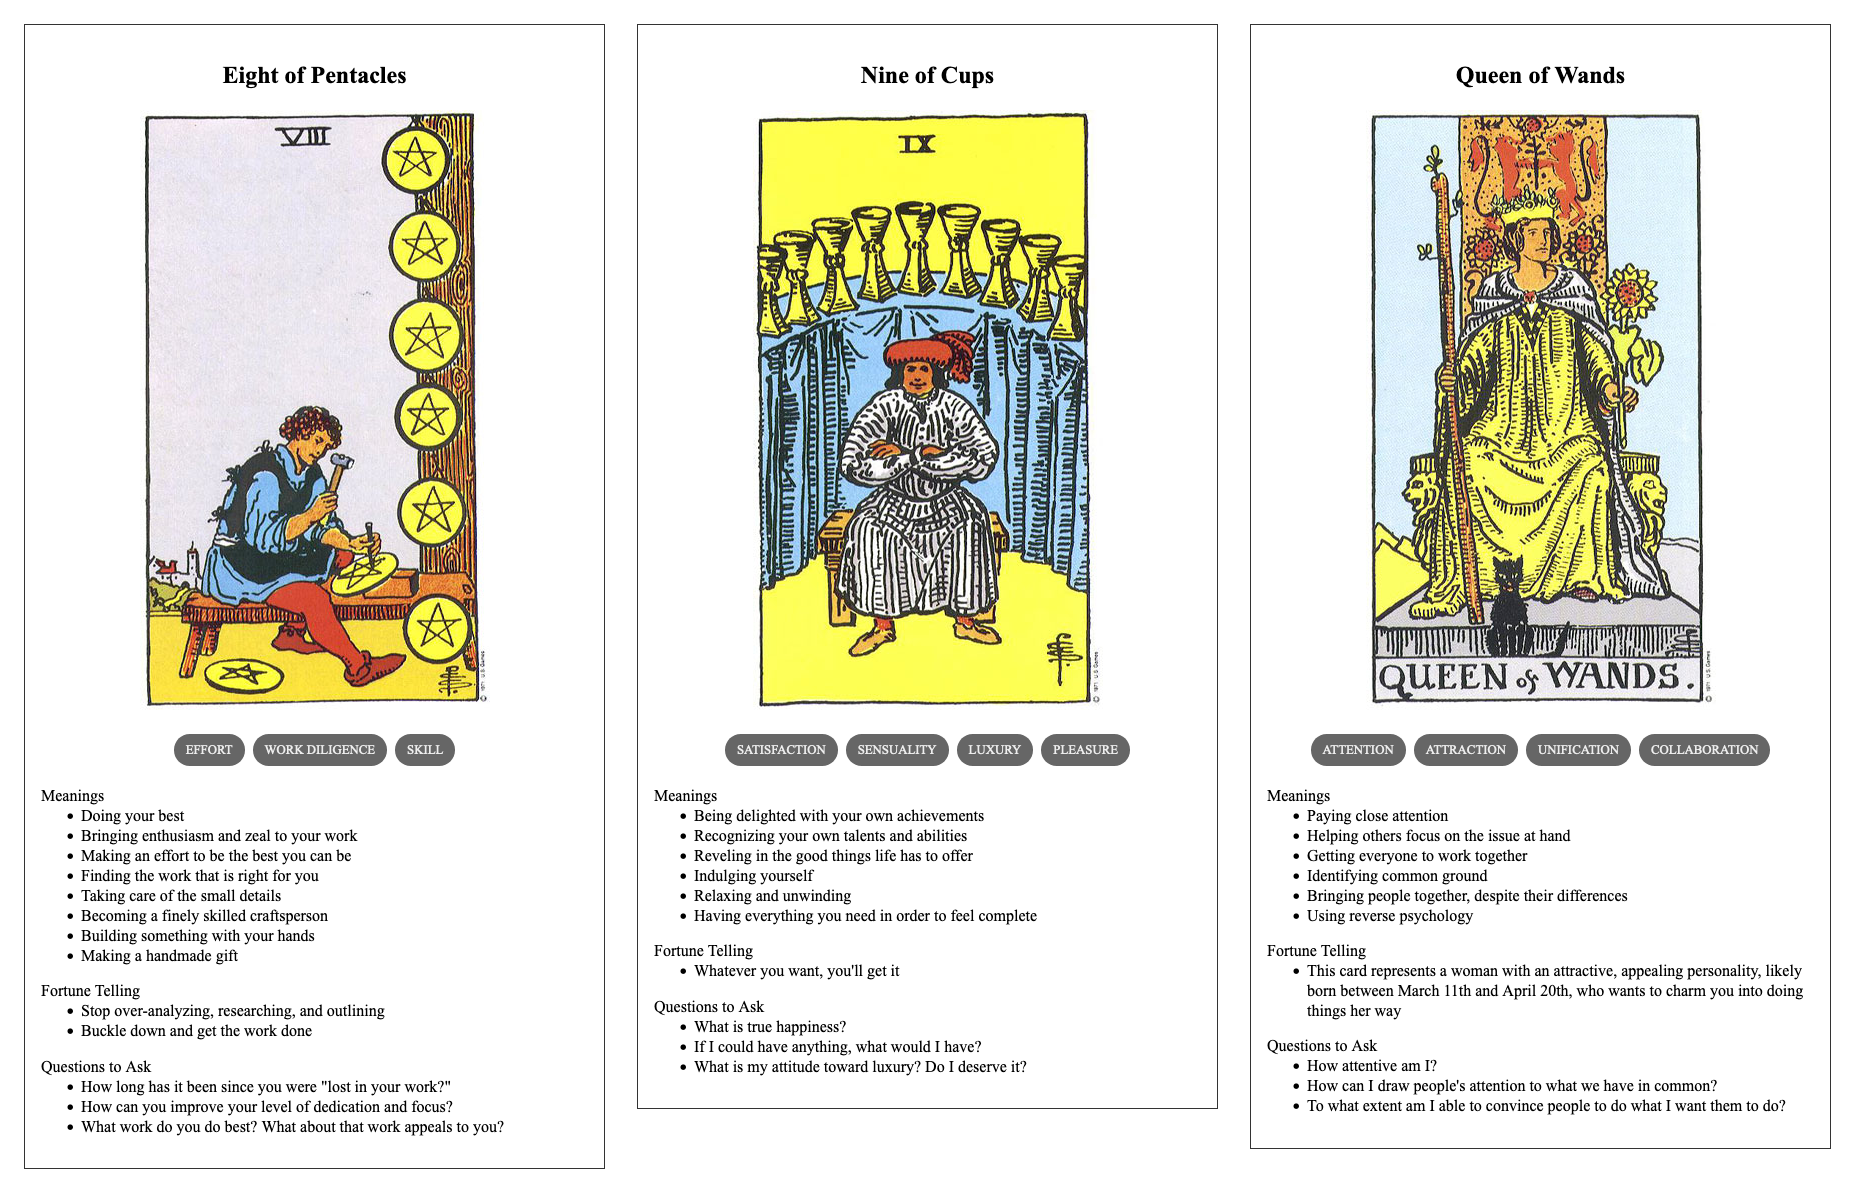 Eight of Pentacles
VIII
© 1971 U.S. Games
EFFORT
WORK DILIGENCE
SKILL
Meanings
• Doing your best
• Bringing enthusiasm and zeal to your work
• Making an effort to be the best you can be
• Finding the work that is right for you
• Taking care of the small details
• Becoming a finely skilled craftsperson
• Building something with your hands
• Making a handmade gift
Fortune Telling
• Stop over-analyzing, researching, and outlining
• Buckle down and get the work done
Questions to Ask
• How long has it been since you were "lost in your work?"
• How can you improve your level of dedication and focus?
• What work do you do best? What about that work appeals to you?
Nine of Cups
IX
© 1971 U.S. Games
SATISFACTION
SENSUALITY
LUXURY
PLEASURE
Meanings
• Being delighted with your own achievements
• Recognizing your own talents and abilities
• Reveling in the good things life has to offer
• Indulging yourself
• Relaxing and unwinding
• Having everything you need in order to feel complete
Fortune Telling
• Whatever you want, you'll get it
Questions to Ask
• What is true happiness?
• If I could have anything, what would I have?
• What is my attitude toward luxury? Do I deserve it?
Queen of Wands
QUEEN of WANDS.
© 1971 U.S. Games
ATTENTION
ATTRACTION
UNIFICATION
COLLABORATION
Meanings
• Paying close attention
• Helping others focus on the issue at hand
• Getting everyone to work together
• Identifying common ground
• Bringing people together, despite their differences
• Using reverse psychology
Fortune Telling
• This card represents a woman with an attractive, appealing personality, likely
born between March 11th and April 20th, who wants to charm you into doing
things her way
Questions to Ask
• How attentive am I?
• How can I draw people's attention to what we have in common?
• To what extent am I able to convince people to do what I want them to do?